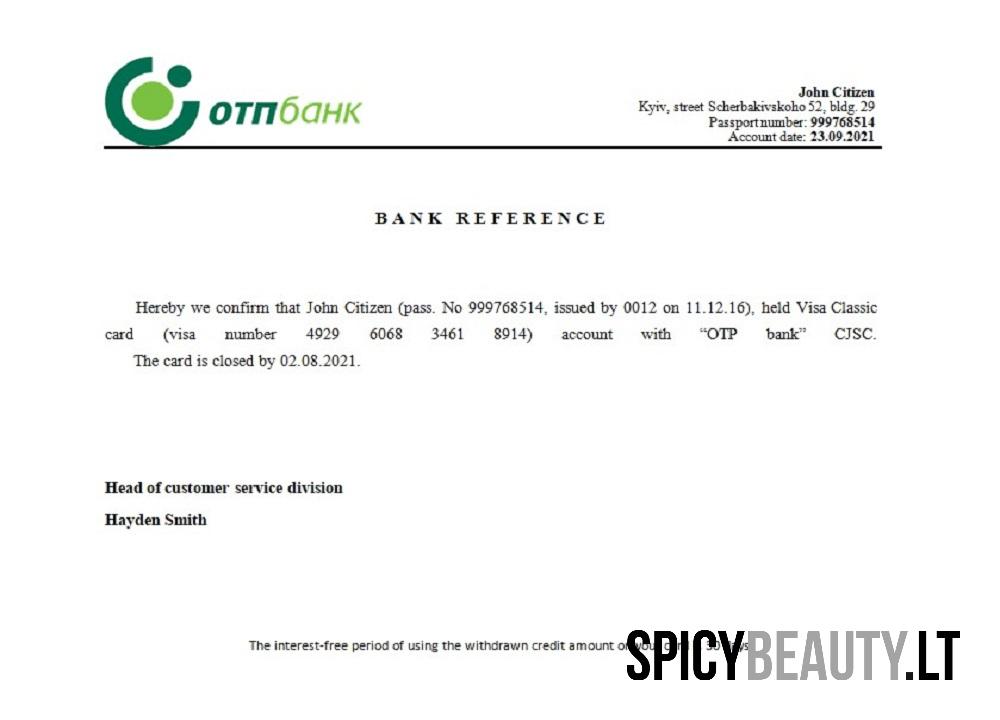 отпбанк
John Citizen
Kyiv, street Scherbakivskoho 52, bldg. 29
Passport number: 999768514
Account date: 23.09.2021
BANK REFERENCE
Hereby we confirm that John Citizen (pass. No 999768514, issued by 0012 on 11.12.16), held Visa Classic
card (visa number 4929 6068 3461 8914) account with “OTP bank” CJSC.
The card is closed by 02.08.2021.
Head of customer service division
Hayden Smith
The interest-free period of using the withdrawn credit amount
SPICYBEAUTY.LT